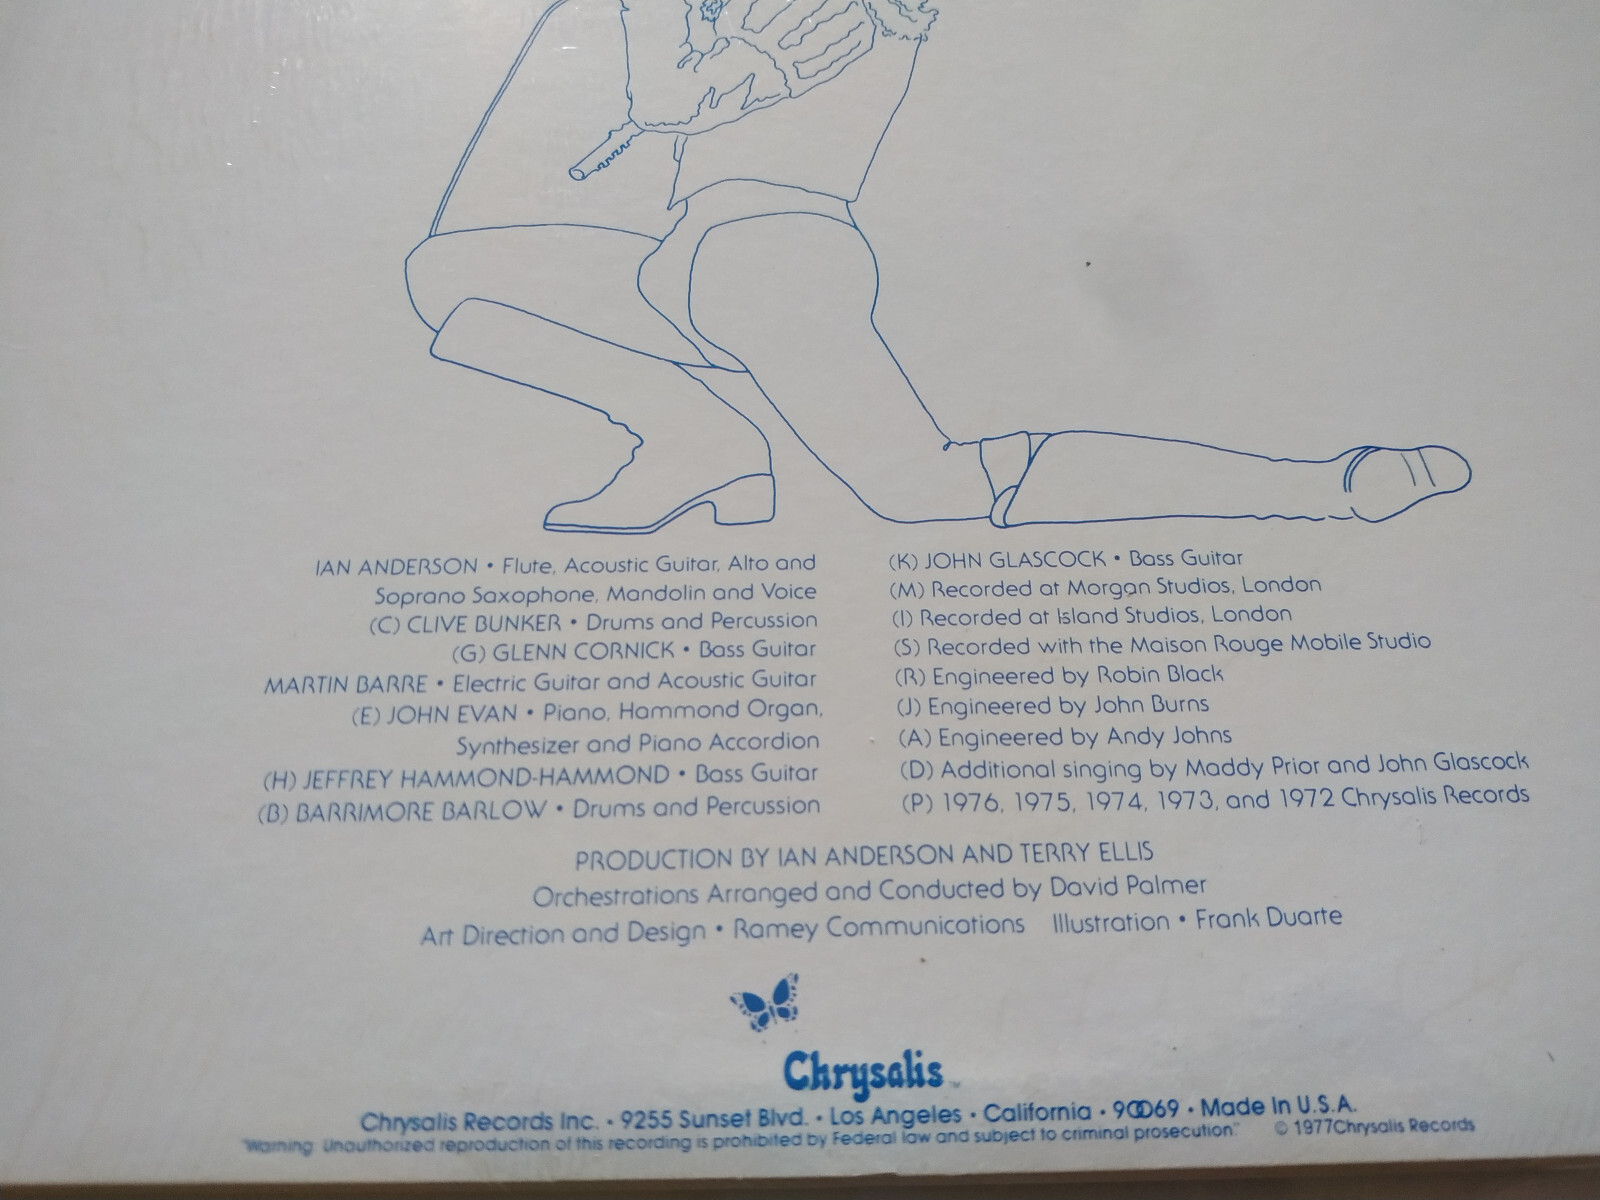 IAN ANDERSON • Flute, Acoustic Guitar, Alto and
Soprano Saxophone, Mandolin and Voice
(C) CLIVE BUNKER • Drums and Percussion
(G) GLENN CORNICK • Bass Guitar
MARTIN BARRE • Electric Guitar and Acoustic Guitar
(E) JOHN EVAN • Piano, Hammond Organ,
Synthesizer and Piano Accordion
(H) JEFFREY HAMMOND-HAMMOND • Bass Guitar
(B) BARRIMORE BARLOW • Drums and Percussion
(K) JOHN GLASCOCK • Bass Guitar
(M) Recorded at Morgan Studios, London
(I) Recorded at Island Studios, London
(S) Recorded with the Maison Rouge Mobile Studio
(R) Engineered by Robin Black
(J) Engineered by John Burns
(A) Engineered by Andy Johns
(D) Additional singing by Maddy Prior and John Glascock
(P) 1976, 1975, 1974, 1973, and 1972 Chrysalis Records
PRODUCTION BY IAN ANDERSON AND TERRY ELLIS
Orchestrations Arranged and Conducted by David Palmer
Art Direction and Design • Ramey Communications Illustration • Frank Duarte
Chrysalis™
Chrysalis Records Inc. • 9255 Sunset Blvd. • Los Angeles • California • 90069 • Made In U.S.A.
"Warning: Unauthorized reproduction of this recording is prohibited by Federal law and subject to criminal prosecution" © 1977Chrysalis Records